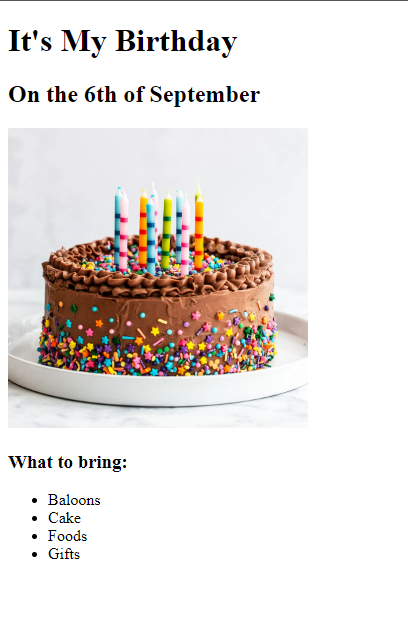 It's My Birthday
On the 6th of September
What to bring:
Baloons
Cake
Foods
Gifts